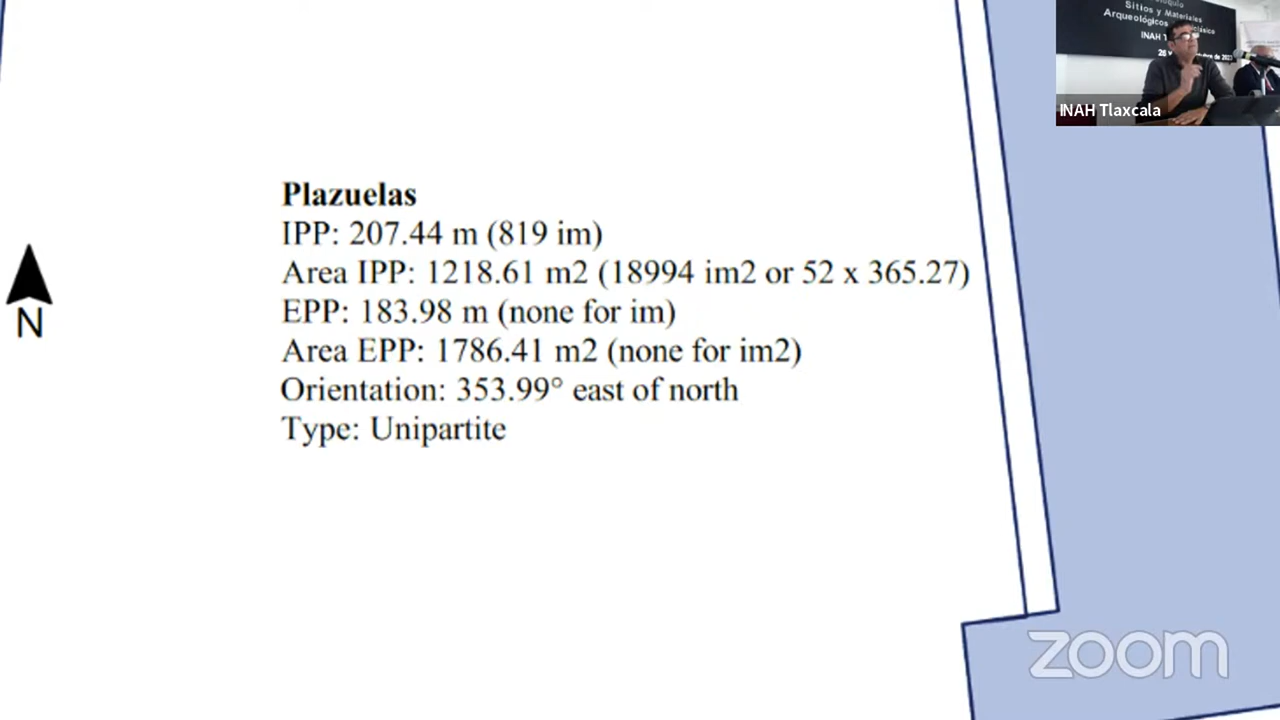 Sitios y Materiales
Arqueológicos
INAH
INAH Tlaxcala
Plazuelas
IPP: 207.44 m (819 im)
Area IPP: 1218.61 m2 (18994 im2 or 52 x 365.27)
EPP: 183.98 m (none for im)
Area EPP: 1786.41 m2 (none for im2)
Orientation: 353.99° east of north
Type: Unipartite
N
zoom